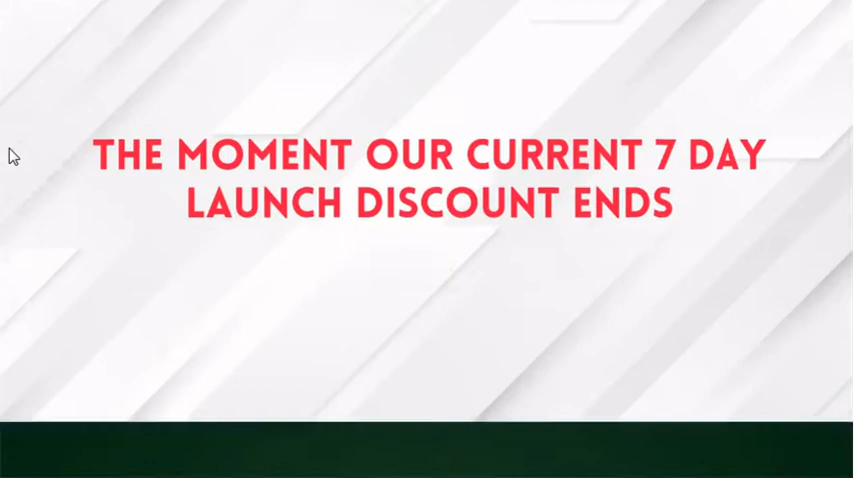 THE MOMENT OUR CURRENT 7 DAY
LAUNCH DISCOUNT ENDS